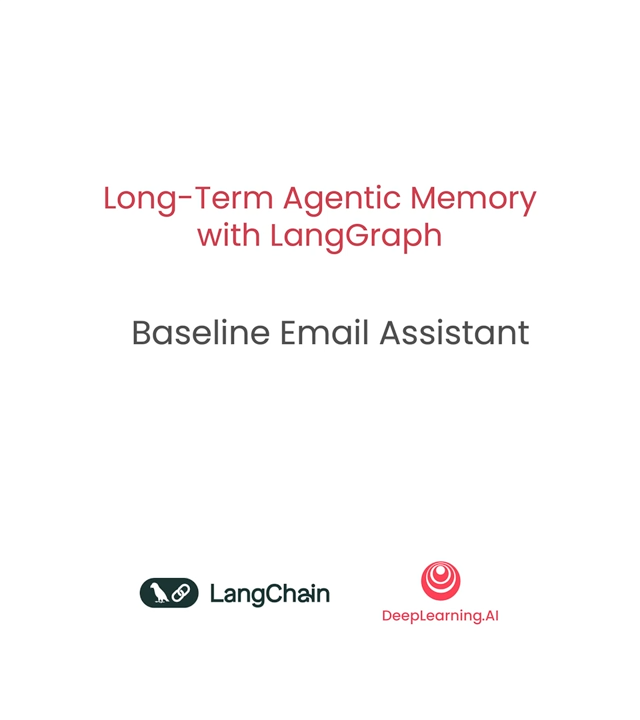 Long-Term Agentic Memory
with LangGraph
Baseline Email Assistant
LangChain
DeepLearning.AI